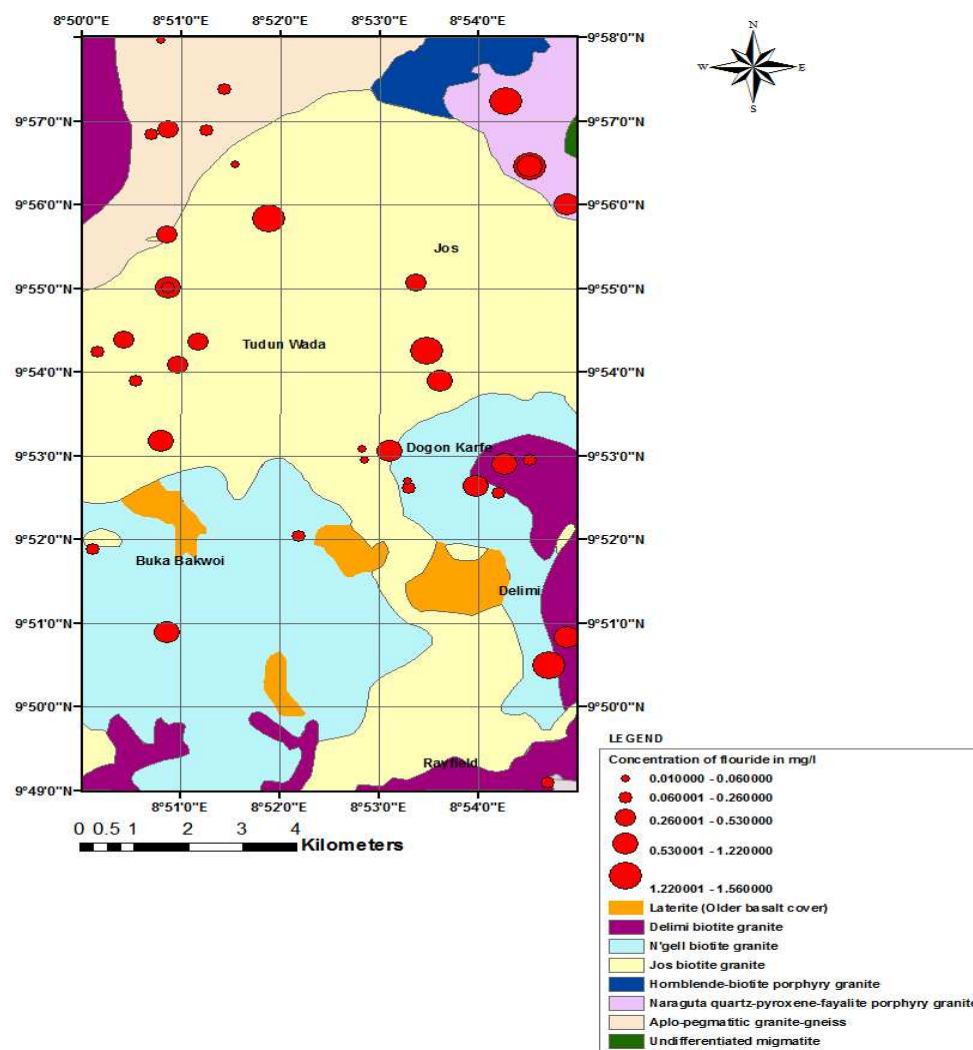 8°50'0"E 8°51'0"E 8°52'0"E 8°53'0"E 8°54'0"E
N
W E
S
9°58'0"N
9°57'0"N 9°57'0"N
9°56'0"N 9°56'0"N
Jos
9°55'0"N 9°55'0"N
Tudun Wada
9°54'0"N 9°54'0"N
Dogon Karfe
9°53'0"N 9°53'0"N
9°52'0"N 9°52'0"N
Buka Bakwoi
Delimi
9°51'0"N 9°51'0"N
9°50'0"N 9°50'0"N
Rayfield
9°49'0"N 9°49'0"N
8°51'0"E 8°52'0"E 8°53'0"E 8°54'0"E
0 0.5 1 2 3 4
Kilometers
LEGEND
Concentration of flouride in mg/l
0.010000 - 0.060000
0.060001 - 0.260000
0.260001 - 0.530000
0.530001 - 1.220000
1.220001 - 1.560000
Laterite (Older basalt cover)
Delimi biotite granite
N'gell biotite granite
Jos biotite granite
Hornblende-biotite porphyry granite
Naraguta quartz-pyroxene-fayalite porphyry granite
Aplo-pegmatitic granite-gneiss
Undifferentiated migmatite